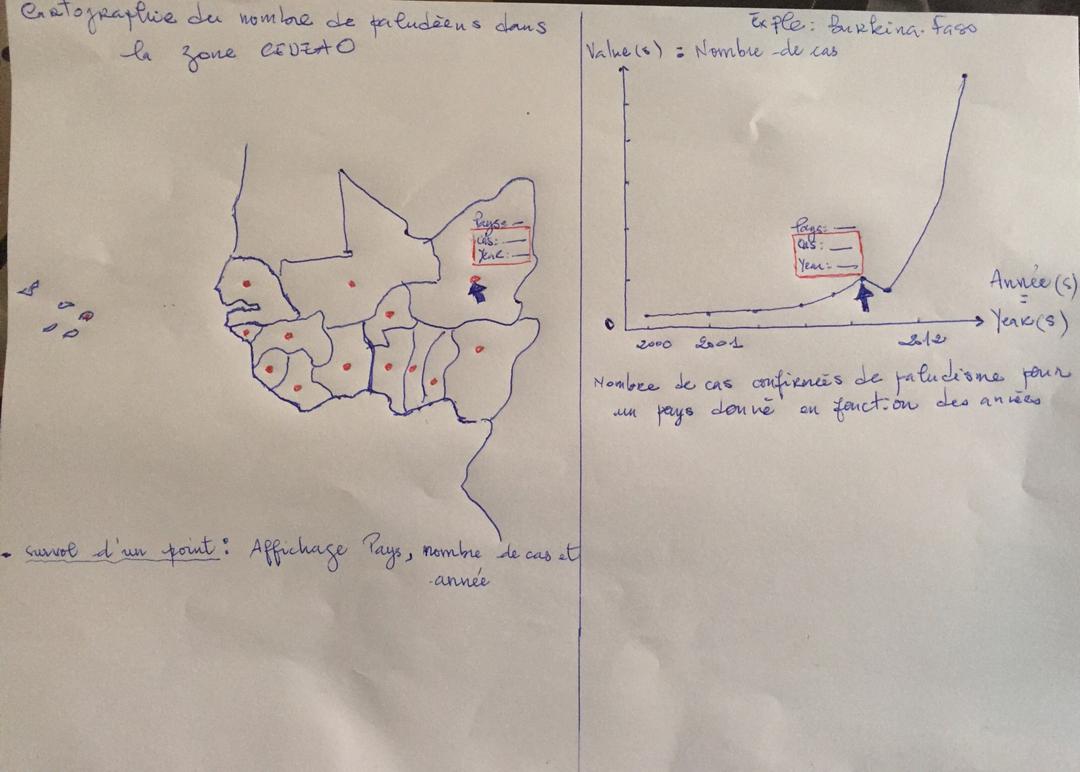 Cartographie du nombre de paludéens dans
la zone CEDEAO
Pays: —
cas: —
Year: —
• survol d'un point : Affichage Pays, nombre de cas et
année
Exple : Burkina-Faso
Value(s) = Nombre de cas
Pays: —
cas: —
Year: —
Année(s)
=
Year(s)
0
2000 2001 2012
Nombre de cas confirmés de paludisme pour
un pays donné en fonction des années